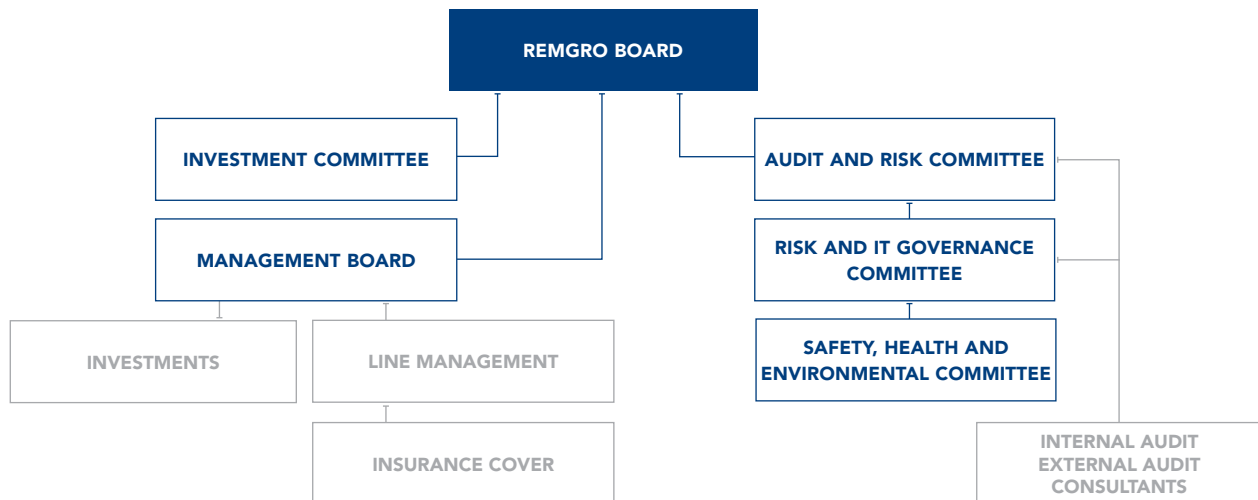 REMGRO BOARD
INVESTMENT COMMITTEE
AUDIT AND RISK COMMITTEE
MANAGEMENT BOARD
RISK AND IT GOVERNANCE
COMMITTEE
INVESTMENTS
LINE MANAGEMENT
SAFETY, HEALTH AND
ENVIRONMENTAL COMMITTEE
INSURANCE COVER
INTERNAL AUDIT
EXTERNAL AUDIT
CONSULTANTS